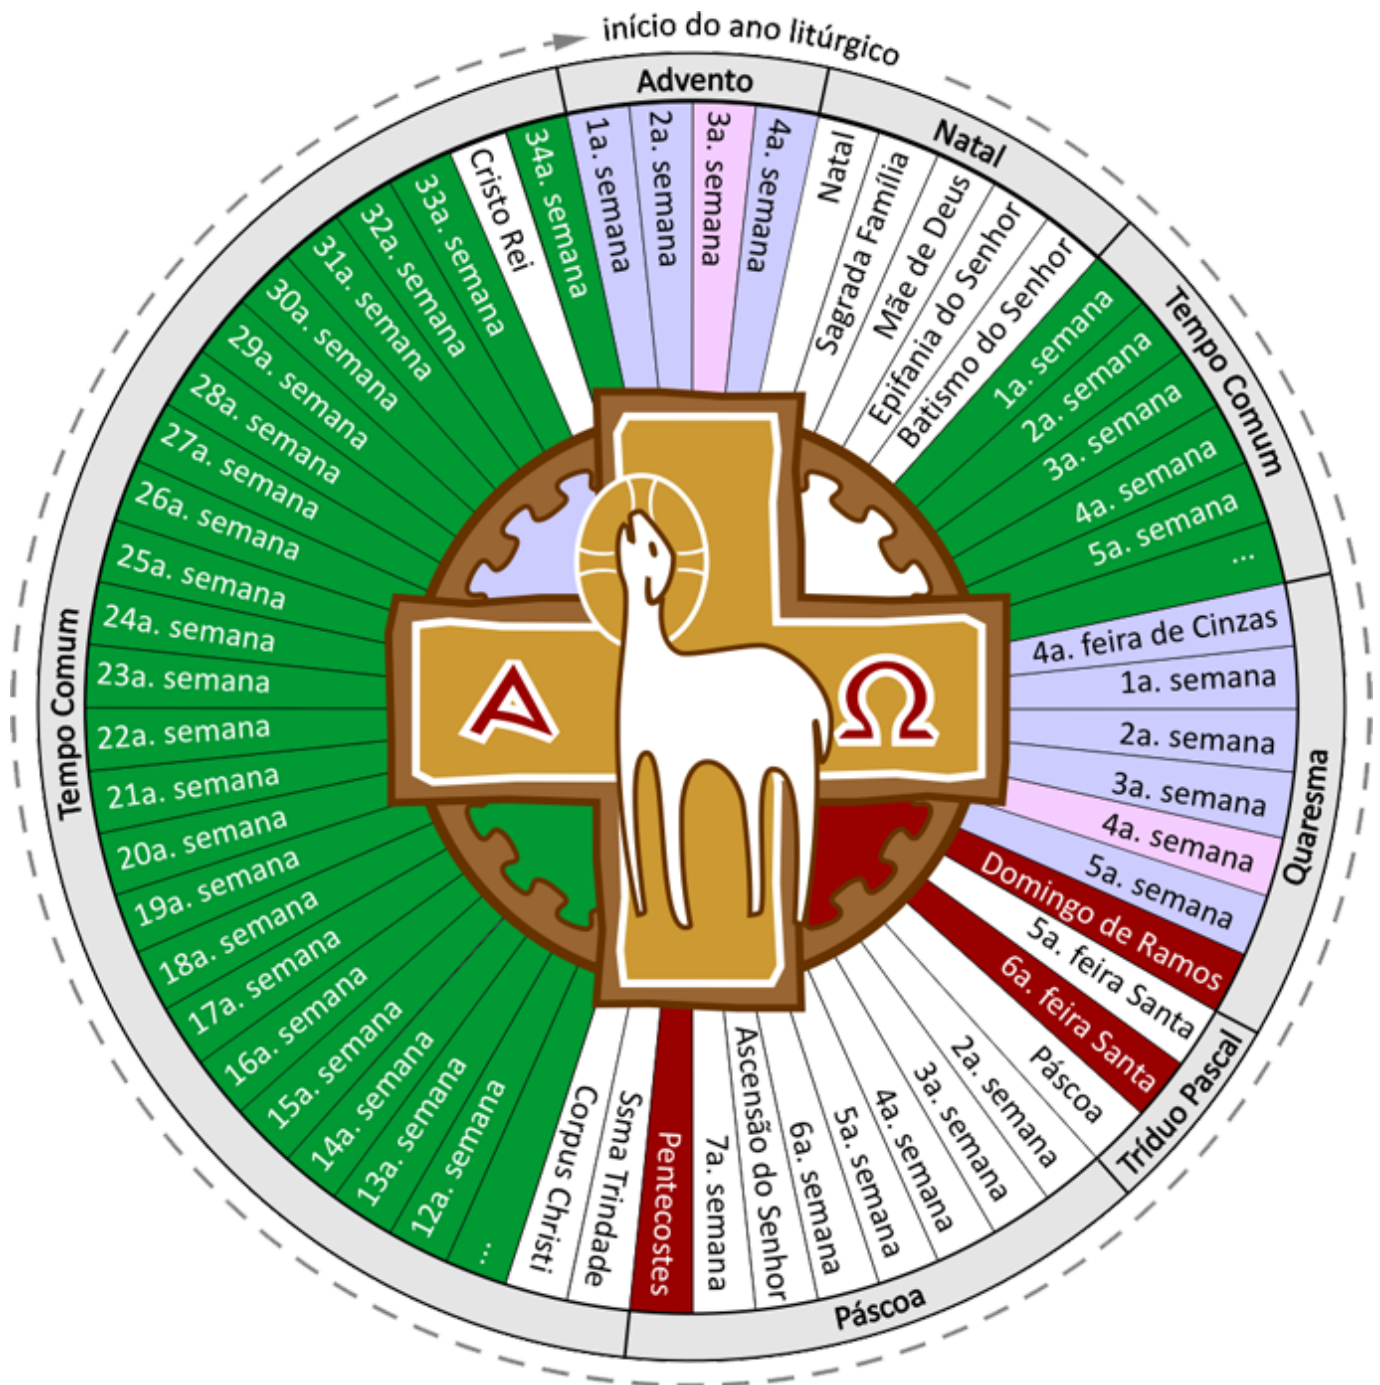 início do ano litúrgico
Advento
1a. semana
2a. semana
3a. semana
4a. semana
Natal
Natal
Sagrada Família
Mãe de Deus
Epifania do Senhor
Batismo do Senhor
Tempo Comum
1a. semana
2a. semana
3a. semana
4a. semana
5a. semana
...
Quaresma
4a. feira de Cinzas
1a. semana
2a. semana
3a. semana
4a. semana
5a. semana
Domingo de Ramos
5a. feira Santa
Tríduo Pascal
6a. feira Santa
Páscoa
Páscoa
2a. semana
3a. semana
4a. semana
5a. semana
6a. semana
Ascensão do Senhor
7a. semana
Pentecostes
Tempo Comum
Ssma Trindade
Corpus Christi
...
12a. semana
13a. semana
14a. semana
15a. semana
16a. semana
17a. semana
18a. semana
19a. semana
20a. semana
21a. semana
22a. semana
23a. semana
24a. semana
25a. semana
26a. semana
27a. semana
28a. semana
29a. semana
30a. semana
31a. semana
32a. semana
33a. semana
Cristo Rei
34a. semana
Α
Ω